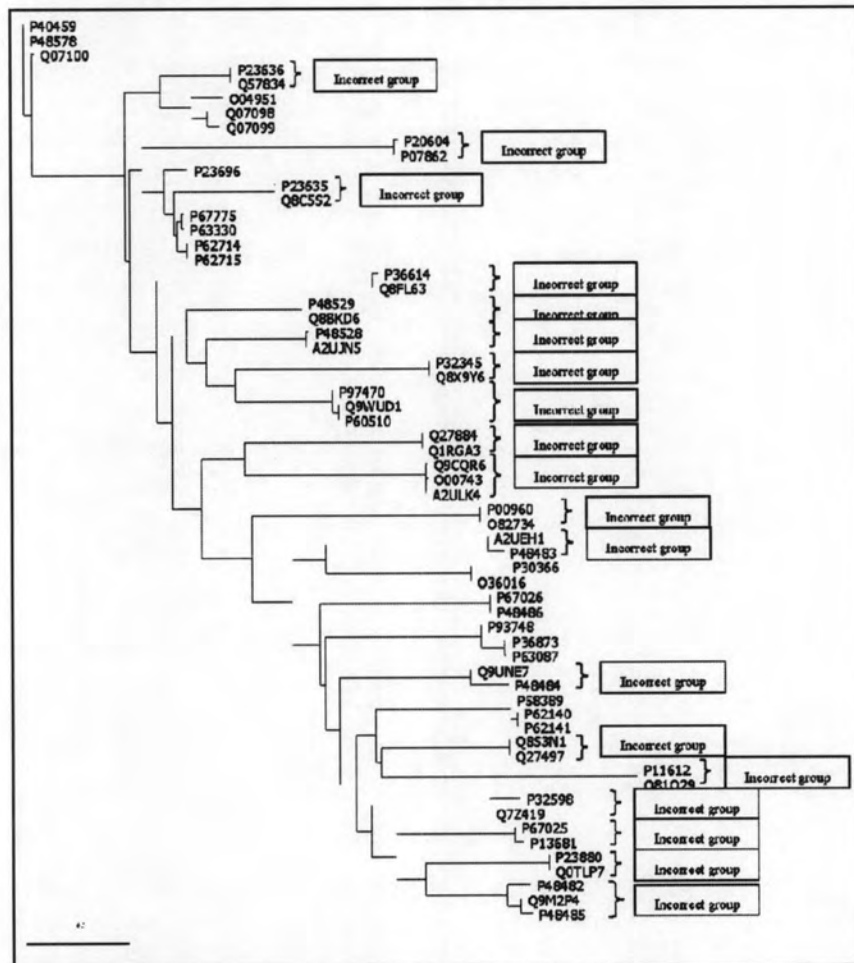 P40459
P48578
Q07100
P23636
Incorrect group
Q57834
O04951
Q07098
Q07099
P20604
Incorrect group
P07862
P23696
P23635
Incorrect group
Q8C5S2
P67775
P63330
P62714
P62715
P36614
Incorrect group
Q8FL63
P48529
Incorrect group
Q8BKD6
P48528
Incorrect group
A2UJN5
P32345
Incorrect group
Q8X9Y6
P97470
Q9WUD1
Incorrect group
P60510
Q27884
Incorrect group
Q1RGA3
Q9CQR6
Incorrect group
O00743
A2ULK4
P00960
Incorrect group
O82734
A2UEH1
Incorrect group
P48483
P30366
O36016
P67026
P48486
P93748
P36873
P63087
Q9UNE7
Incorrect group
P48484
P58389
P62140
P62141
Q8S3N1
Incorrect group
Q27497
P11612
Incorrect group
P32598
Incorrect group
Q7Z419
P67025
Incorrect group
P13681
P23880
Incorrect group
Q0TLP7
P48482
Q9M2P4
Incorrect group
P48485